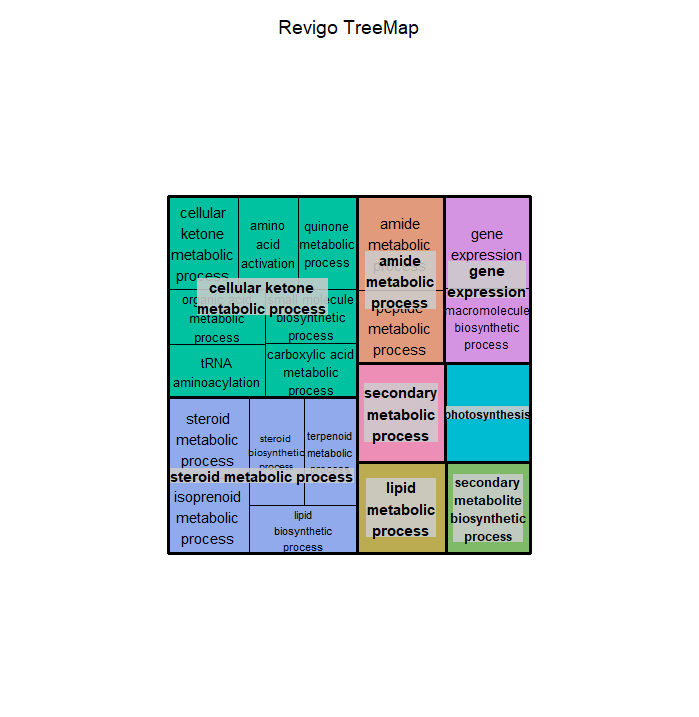 Revigo TreeMap
cellular
ketone
metabolic
process
amino
acid
activation
quinone
metabolic
process
cellular ketone
metabolic process
organic acid
metabolic
process
small molecule
biosynthetic
process
tRNA
aminoacylation
carboxylic acid
metabolic
process
amide
metabolic
process
amide
metabolic
process
peptide
metabolic
process
gene
expression
gene
expression
macromolecule
biosynthetic
process
secondary
metabolic
process
photosynthesis
steroid
metabolic
process
steroid
biosynthetic
process
terpenoid
metabolic
process
steroid metabolic process
isoprenoid
metabolic
process
lipid
biosynthetic
process
lipid
metabolic
process
secondary
metabolite
biosynthetic
process